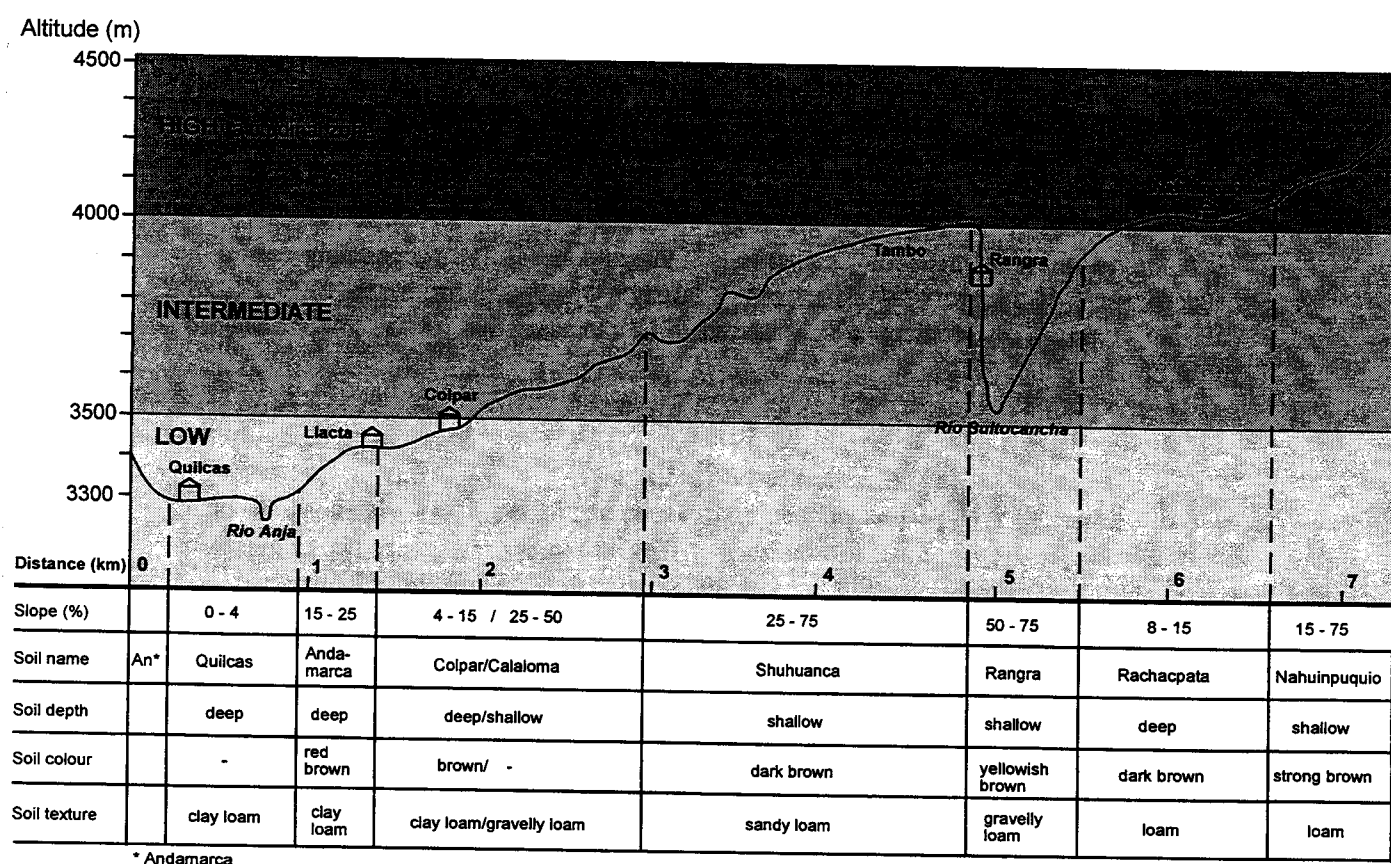 Altitude (m)
4500
4000
Tambo
Rangra
INTERMEDIATE
Colpar
3500
LOW
Llacta
Rio Sultocancha
Quilcas
3300
Rio Anja
Distance (km) 0 1 2 3 4 5 6 7
Slope (%) 0 - 4 15 - 25 4 - 15 / 25 - 50 25 - 75 50 - 75 8 - 15 15 - 75
Soil name An* Quilcas Anda- Colpar/Calaloma Shuhuanca Rangra Rachacpata Nahuinpuquio
marca
Soil depth deep deep deep/shallow shallow shallow deep shallow
Soil colour - red brown/ - dark brown yellowish dark brown strong brown
brown brown
Soil texture clay loam clay clay loam/gravelly loam sandy loam gravelly loam loam
loam loam
* Andamarca